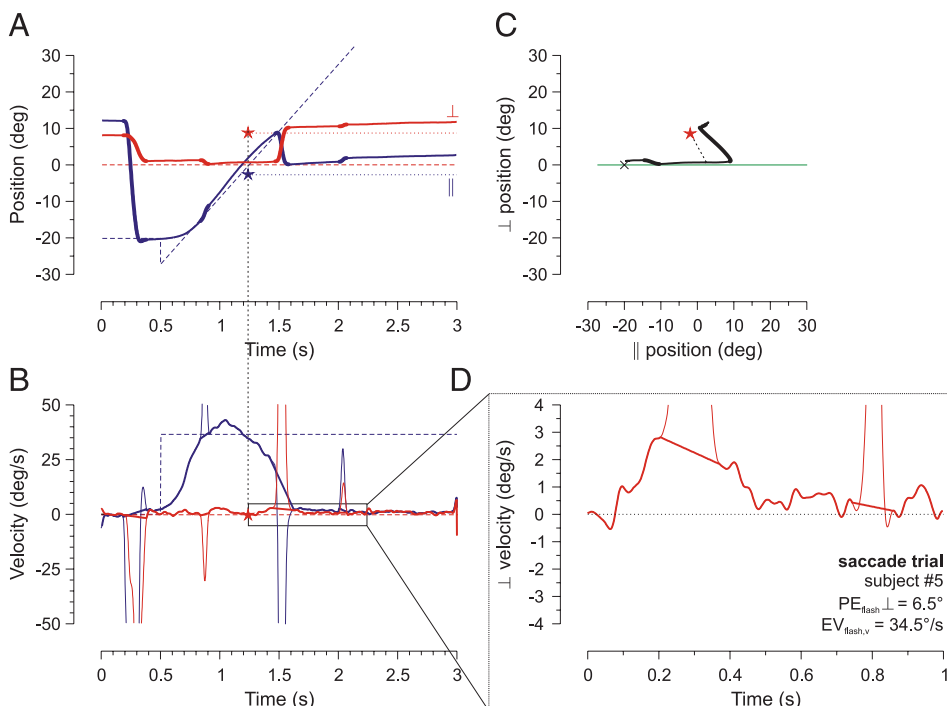 A
30
20
10
0
-10
-20
-30
Position (deg)
⊥
||
0 0.5 1 1.5 2 2.5 3
Time (s)
C
30
20
10
0
-10
-20
-30
⊥ position (deg)
-30 -20 -10 0 10 20 30
|| position (deg)
B
50
25
0
-25
-50
Velocity (deg/s)
0 0.5 1 1.5 2 2.5 3
Time (s)
D
4
3
2
1
0
-1
-2
-3
-4
⊥ velocity (deg/s)
saccade trial
subject #5
PEflash⊥ = 6.5°
EVflash,v = 34.5°/s
0 0.2 0.4 0.6 0.8 1
Time (s)